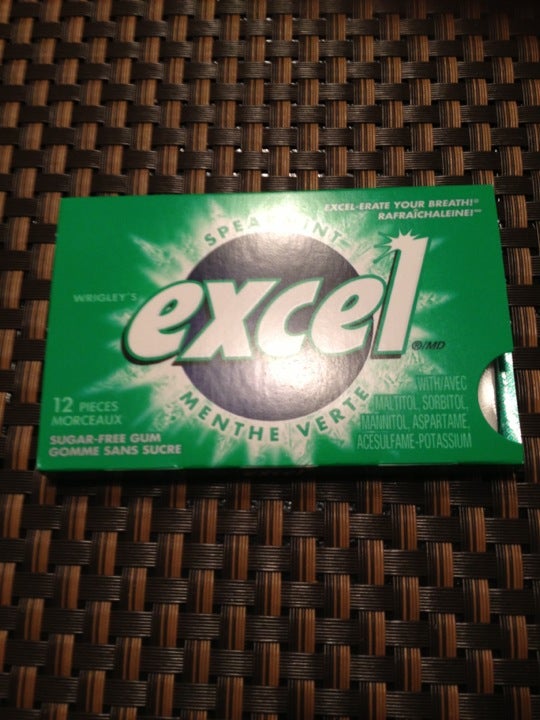 EXCEL-ERATE YOUR BREATH!®
RAFRAÎCHALEINE!™
SPEARMINT
WRIGLEY'S
excel
®/MD
MENTHE VERTE
12 PIECES
MORCEAUX
SUGAR-FREE GUM
GOMME SANS SUCRE
WITH/AVEC
MALTITOL, SORBITOL,
MANNITOL, ASPARTAME,
ACESULFAME-POTASSIUM